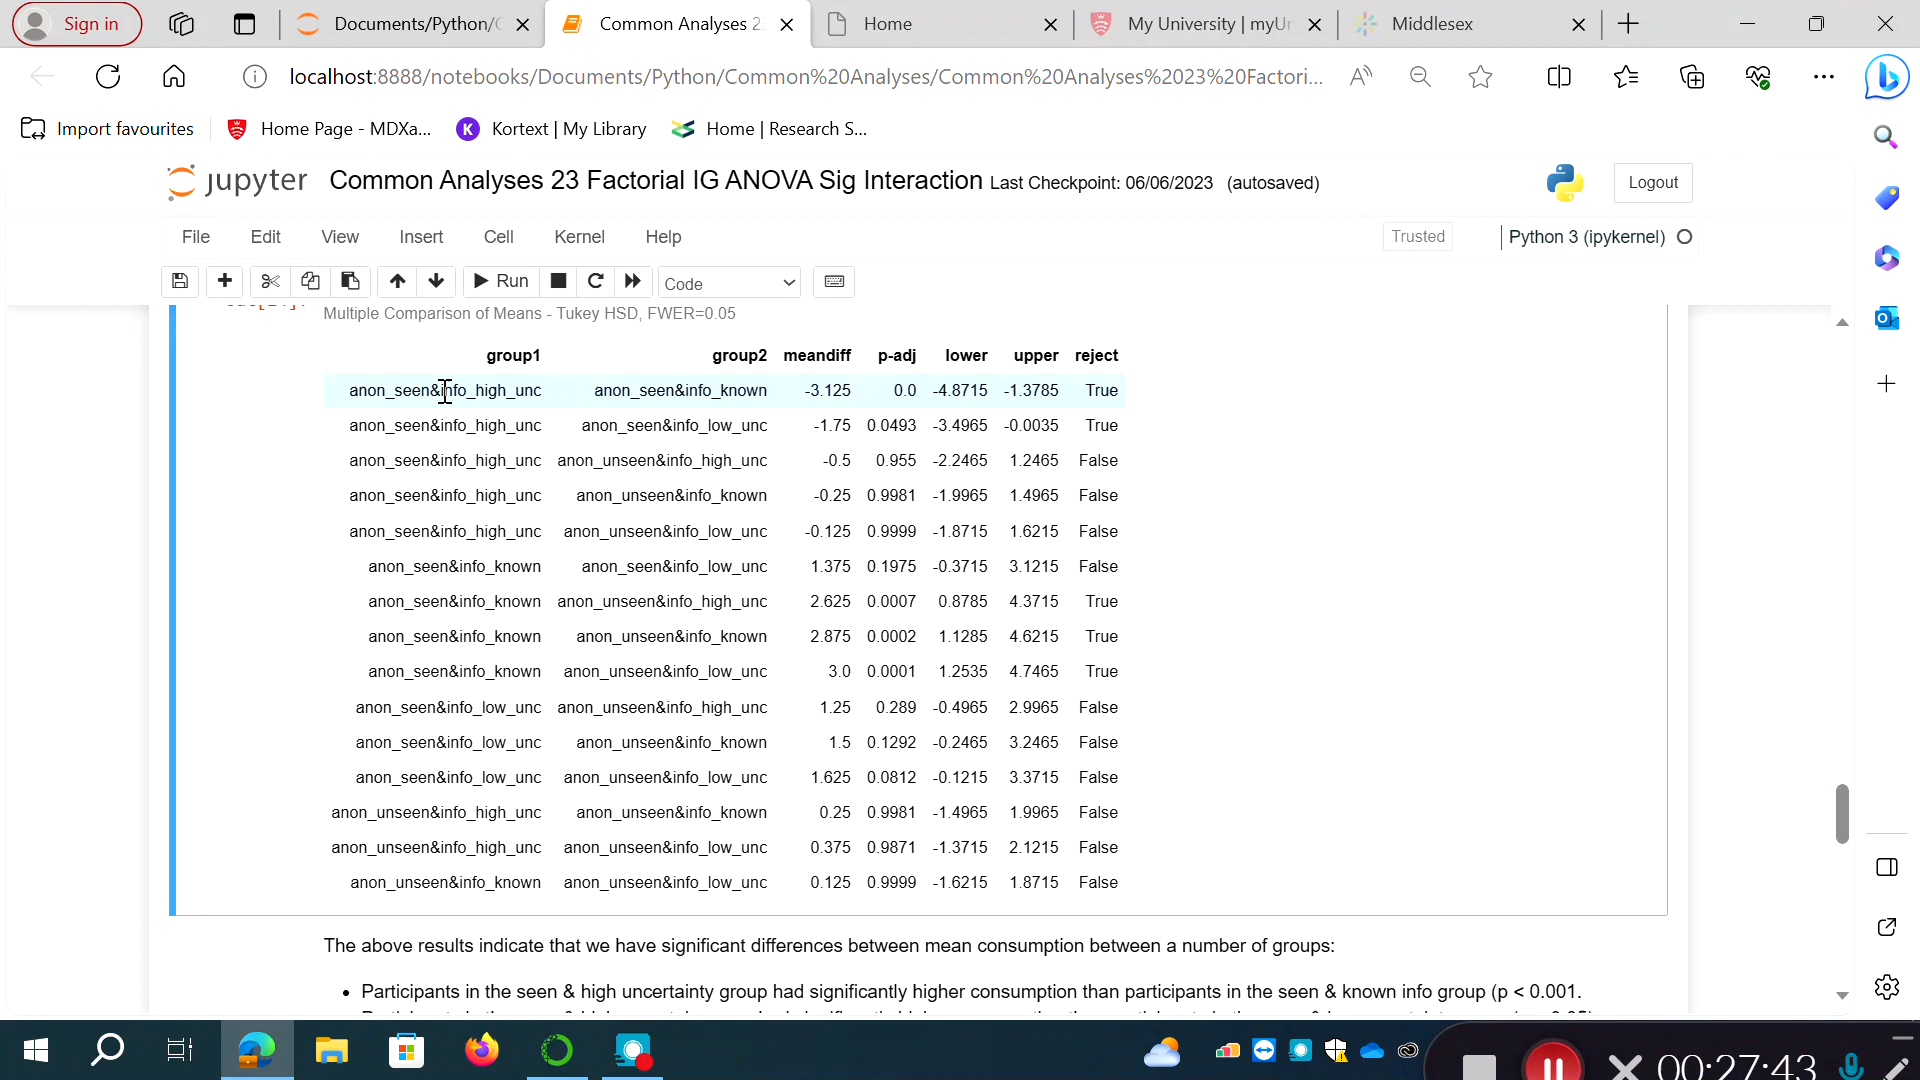 Sign in
Documents/Python/C
Common Analyses 2
Home
My University | myUn
Middlesex
localhost:8888/notebooks/Documents/Python/Common%20Analyses/Common%20Analyses%2023%20Factori...
Import favourites
Home Page - MDXa...
Kortext | My Library
Home | Research S...
jupyter Common Analyses 23 Factorial IG ANOVA Sig Interaction Last Checkpoint: 06/06/2023 (autosaved)
Logout
File Edit View Insert Cell Kernel Help
Trusted
Python 3 (ipykernel)
Run
Code
Multiple Comparison of Means - Tukey HSD, FWER=0.05
group1 group2 meandiff p-adj lower upper reject
anon_seen&info_high_unc anon_seen&info_known -3.125 0.0 -4.8715 -1.3785 True
anon_seen&info_high_unc anon_seen&info_low_unc -1.75 0.0493 -3.4965 -0.0035 True
anon_seen&info_high_unc anon_unseen&info_high_unc -0.5 0.955 -2.2465 1.2465 False
anon_seen&info_high_unc anon_unseen&info_known -0.25 0.9981 -1.9965 1.4965 False
anon_seen&info_high_unc anon_unseen&info_low_unc -0.125 0.9999 -1.8715 1.6215 False
anon_seen&info_known anon_seen&info_low_unc 1.375 0.1975 -0.3715 3.1215 False
anon_seen&info_known anon_unseen&info_high_unc 2.625 0.0007 0.8785 4.3715 True
anon_seen&info_known anon_unseen&info_known 2.875 0.0002 1.1285 4.6215 True
anon_seen&info_known anon_unseen&info_low_unc 3.0 0.0001 1.2535 4.7465 True
anon_seen&info_low_unc anon_unseen&info_high_unc 1.25 0.289 -0.4965 2.9965 False
anon_seen&info_low_unc anon_unseen&info_known 1.5 0.1292 -0.2465 3.2465 False
anon_seen&info_low_unc anon_unseen&info_low_unc 1.625 0.0812 -0.1215 3.3715 False
anon_unseen&info_high_unc anon_unseen&info_known 0.25 0.9981 -1.4965 1.9965 False
anon_unseen&info_high_unc anon_unseen&info_low_unc 0.375 0.9871 -1.3715 2.1215 False
anon_unseen&info_known anon_unseen&info_low_unc 0.125 0.9999 -1.6215 1.8715 False
The above results indicate that we have significant differences between mean consumption between a number of groups:
• Participants in the seen & high uncertainty group had significantly higher consumption than participants in the seen & known info group (p < 0.001.
00:27:43